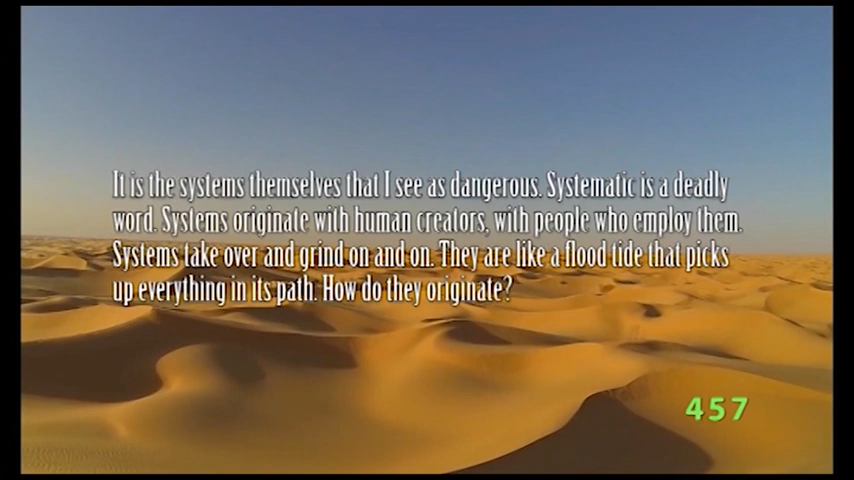 It is the systems themselves that I see as dangerous. Systematic is a deadly
word. Systems originate with human creators, with people who employ them.
Systems take over and grind on and on. They are like a flood tide that picks
up everything in its path. How do they originate?
457